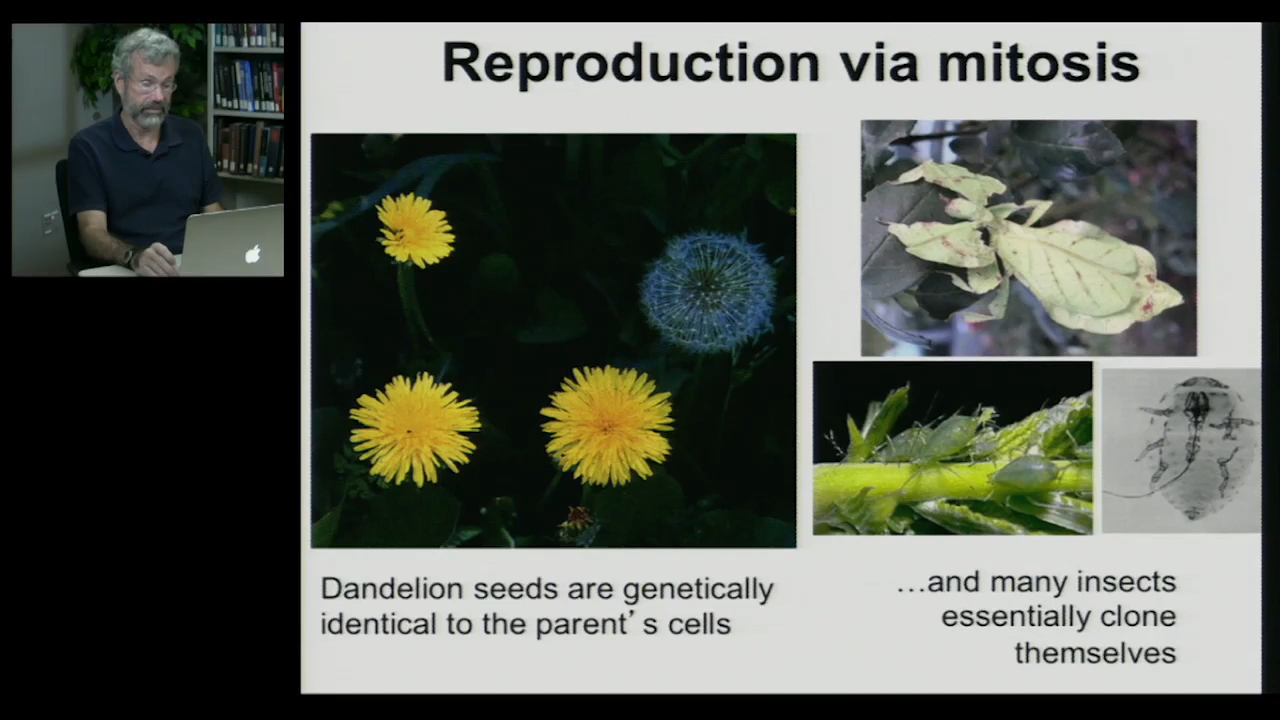 Reproduction via mitosis
Dandelion seeds are genetically
identical to the parent’ s cells
…and many insects
essentially clone
themselves